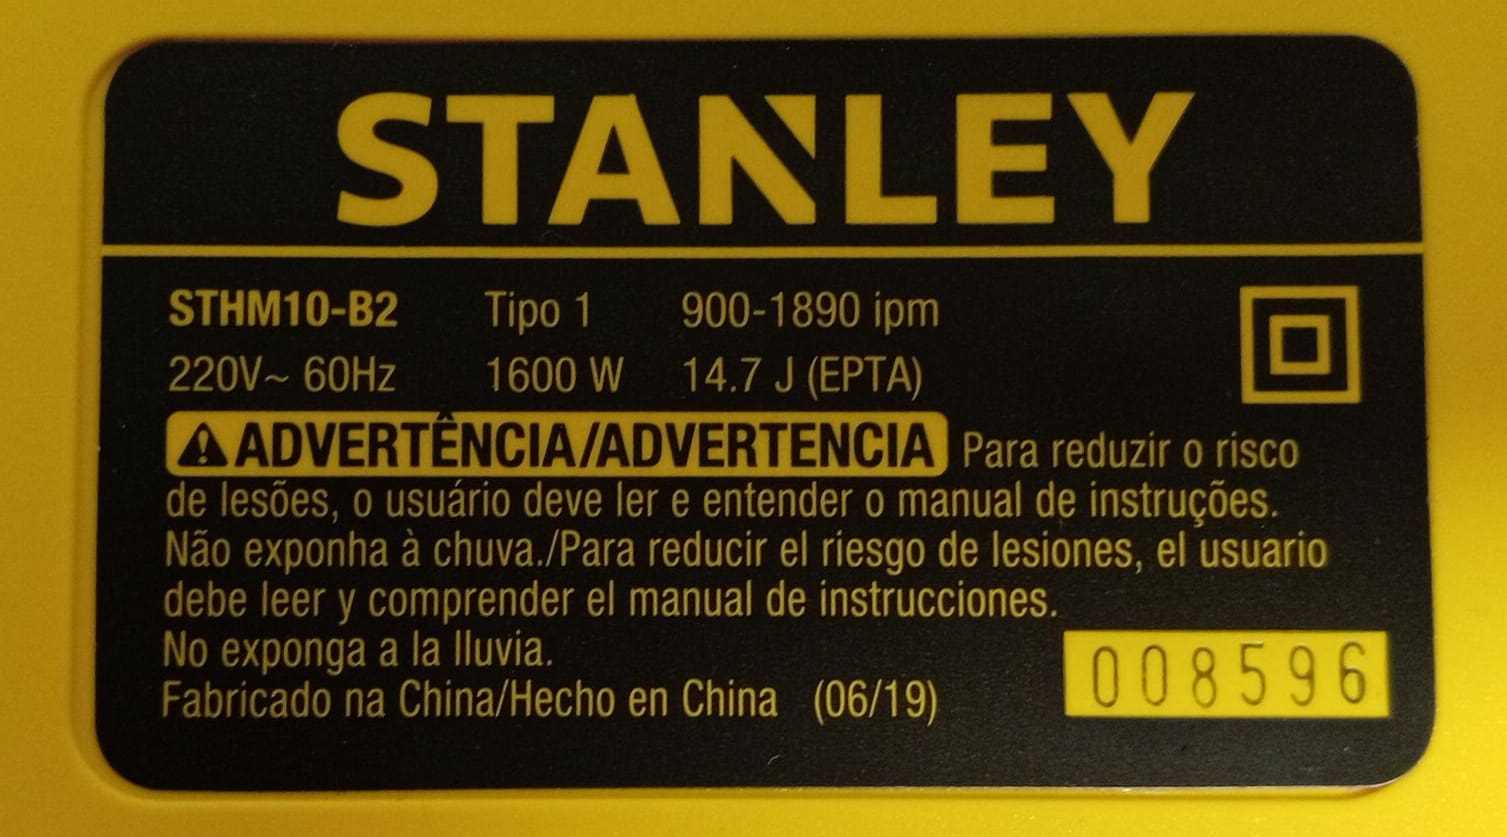 STANLEY
STHM10-B2 Tipo 1 900-1890 ipm
220V~ 60Hz 1600 W 14.7 J (EPTA)
ADVERTÊNCIA/ADVERTENCIA Para reduzir o risco
de lesões, o usuário deve ler e entender o manual de instruções.
Não exponha à chuva./Para reducir el riesgo de lesiones, el usuario
debe leer y comprender el manual de instrucciones.
No exponga a la lluvia.
Fabricado na China/Hecho en China (06/19)
008596